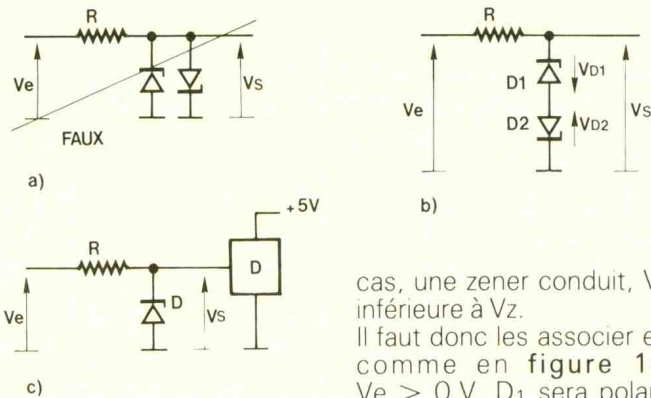 R
Ve
VS
FAUX
a)
R
Ve
D1
VD1
D2
VD2
VS
b)
R
Ve
D
VS
D
+5V
c)
cas, une zener conduit, V
inférieure à Vz.
Il faut donc les associer e
comme en figure 1
Ve > 0 V, D1 sera polar